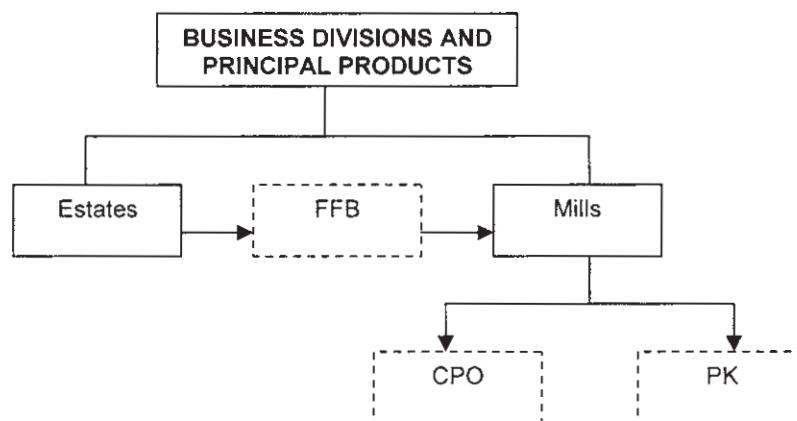 BUSINESS DIVISIONS AND
PRINCIPAL PRODUCTS
Estates
FFB
Mills
CPO
PK